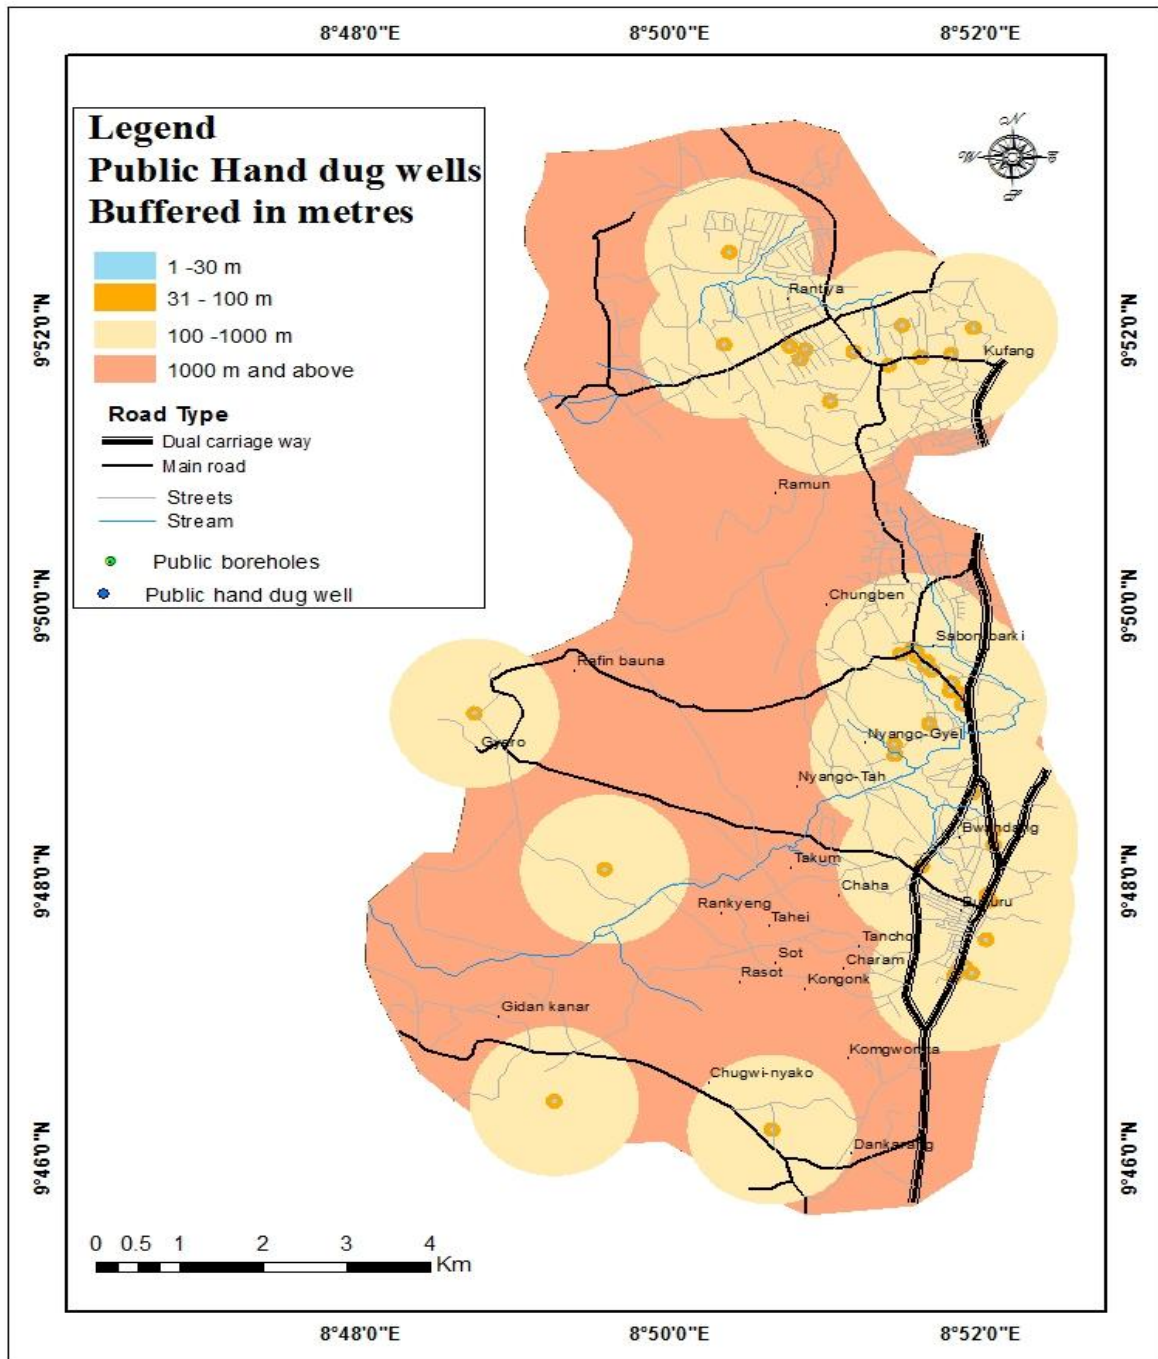 8°48'0"E 8°50'0"E 8°52'0"E
Legend
Public Hand dug wells
Buffered in metres
1 -30 m
31 - 100 m
100 -1000 m
1000 m and above
Road Type
Dual carriage way
Main road
Streets
Stream
Public boreholes
Public hand dug well
N
W E
S
9°52'0"N 9°52'0"N
9°50'0"N 9°50'0"N
9°48'0"N 9°48'0"N
9°46'0"N 9°46'0"N
Rantya
Kufang
Ramun
Chungben
Sabon barki
Rafin bauna
Nyango-Gyel
Gyero
Nyango-Tah
Bwandang
Takum
Chaha
Rankyeng
Bukuru
Tahei
Tancho
Sot
Charam
Rasot
Kongonk
Gidan kanar
Komgwonta
Chugwi-nyako
Dankarang
0 0.5 1 2 3 4
Km
8°48'0"E 8°50'0"E 8°52'0"E